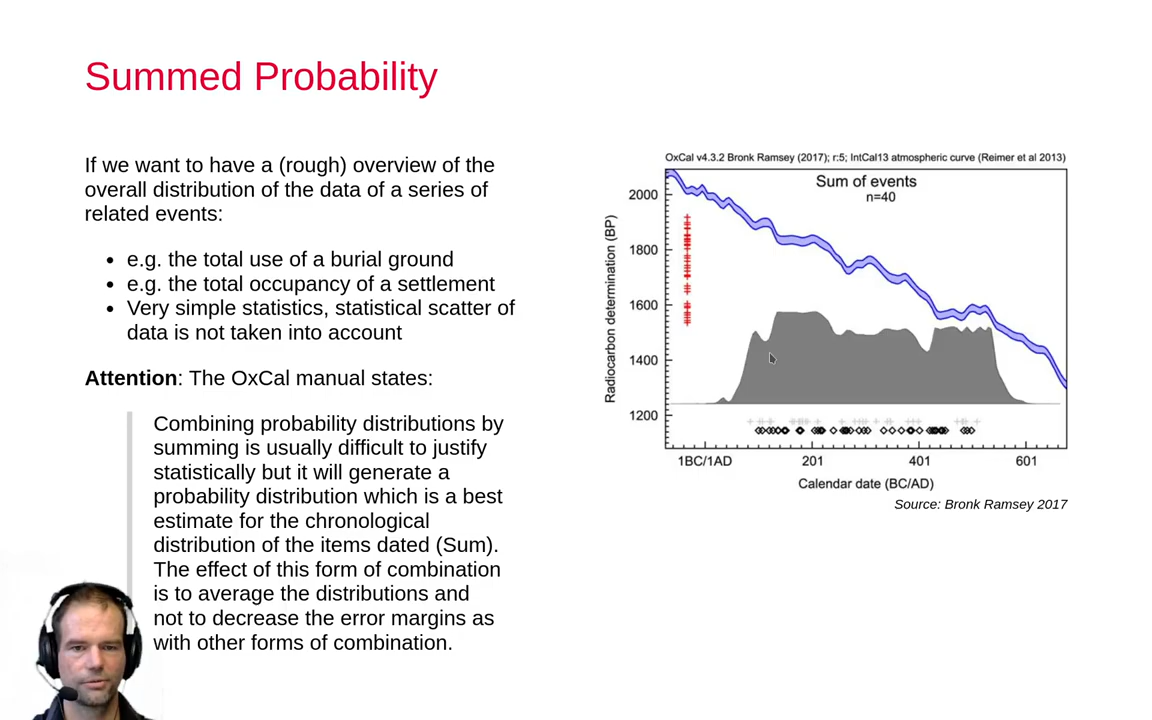 Summed Probability
If we want to have a (rough) overview of the
overall distribution of the data of a series of
related events:
• e.g. the total use of a burial ground
• e.g. the total occupancy of a settlement
• Very simple statistics, statistical scatter of
data is not taken into account
Attention: The OxCal manual states:
Combining probability distributions by
summing is usually difficult to justify
statistically but it will generate a
probability distribution which is a best
estimate for the chronological
distribution of the items dated (Sum).
The effect of this form of combination
is to average the distributions and
not to decrease the error margins as
with other forms of combination.
OxCal v4.3.2 Bronk Ramsey (2017); r:5; IntCal13 atmospheric curve (Reimer et al 2013)
Sum of events
n=40
Radiocarbon determination (BP)
2000
1800
1600
1400
1200
1BC/1AD 201 401 601
Calendar date (BC/AD)
Source: Bronk Ramsey 2017